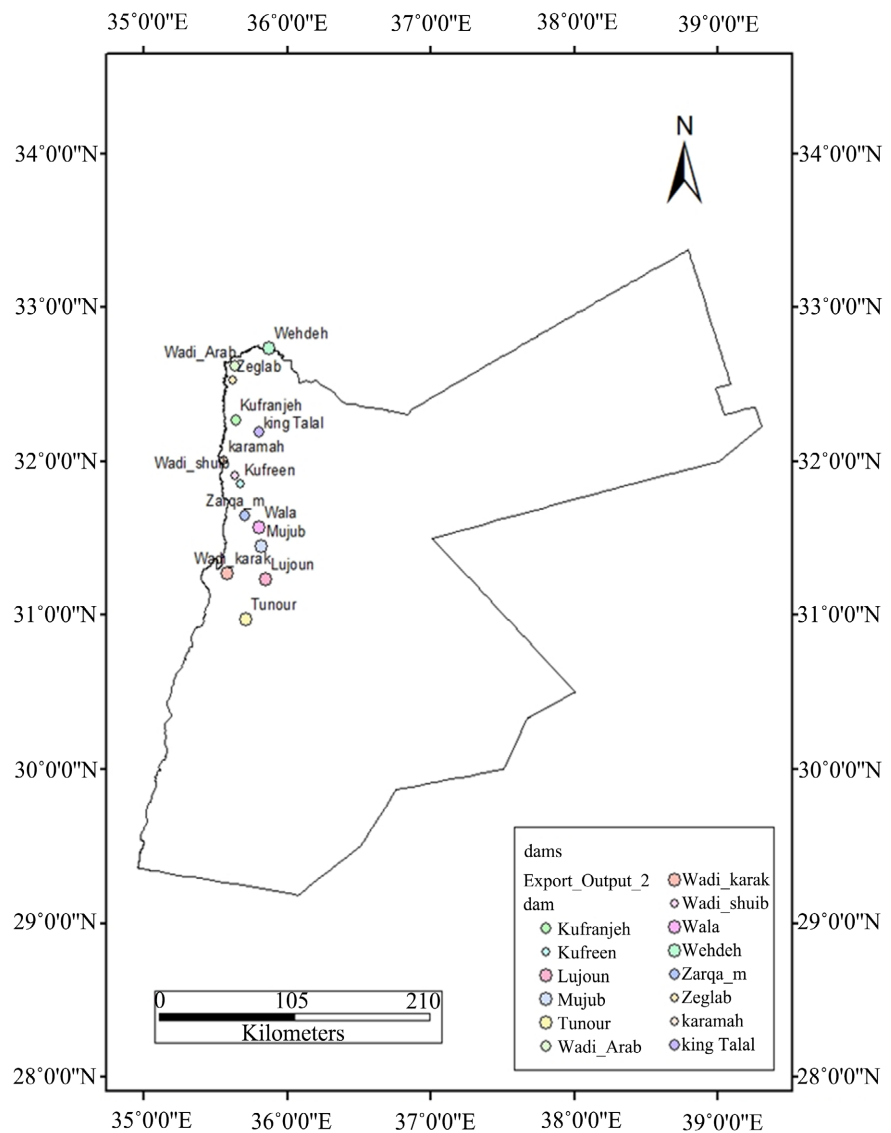 35°0'0"E 36°0'0"E 37°0'0"E 38°0'0"E 39°0'0"E
N
34°0'0"N 34°0'0"N
33°0'0"N 33°0'0"N
Wehdeh
Wadi_Arab
Zeglab
Kufranjeh
king Talal
karamah
32°0'0"N 32°0'0"N
Wadi_shuib
Kufreen
Zarqa_m
Wala
Mujub
Wadi_karak
Lujoun
Tunour
31°0'0"N 31°0'0"N
30°0'0"N 30°0'0"N
29°0'0"N 29°0'0"N
28°0'0"N 28°0'0"N
dams
Export_Output_2
dam
Kufranjeh
Kufreen
Lujoun
Mujub
Tunour
Wadi_Arab
Wadi_karak
Wadi_shuib
Wala
Wehdeh
Zarqa_m
Zeglab
karamah
king Talal
0 105 210
Kilometers
35°0'0"E 36°0'0"E 37°0'0"E 38°0'0"E 39°0'0"E